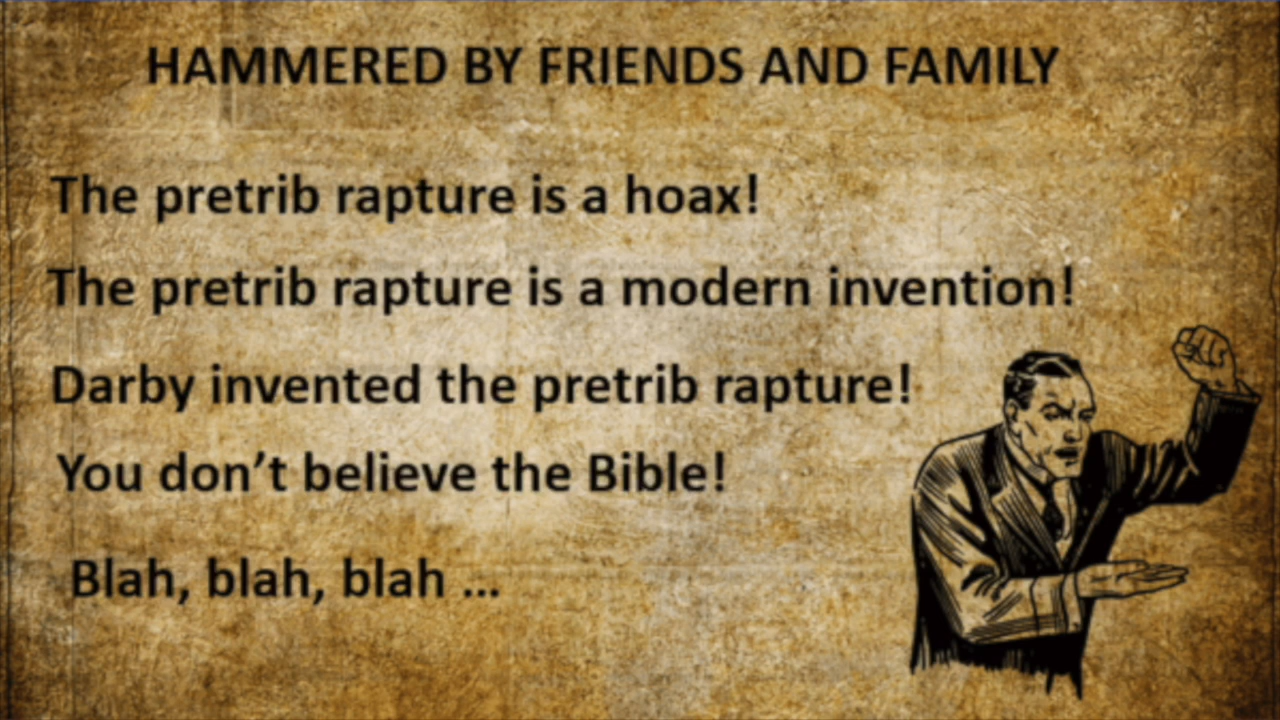 HAMMERED BY FRIENDS AND FAMILY
The pretrib rapture is a hoax!
The pretrib rapture is a modern invention!
Darby invented the pretrib rapture!
You don’t believe the Bible!
Blah, blah, blah ...